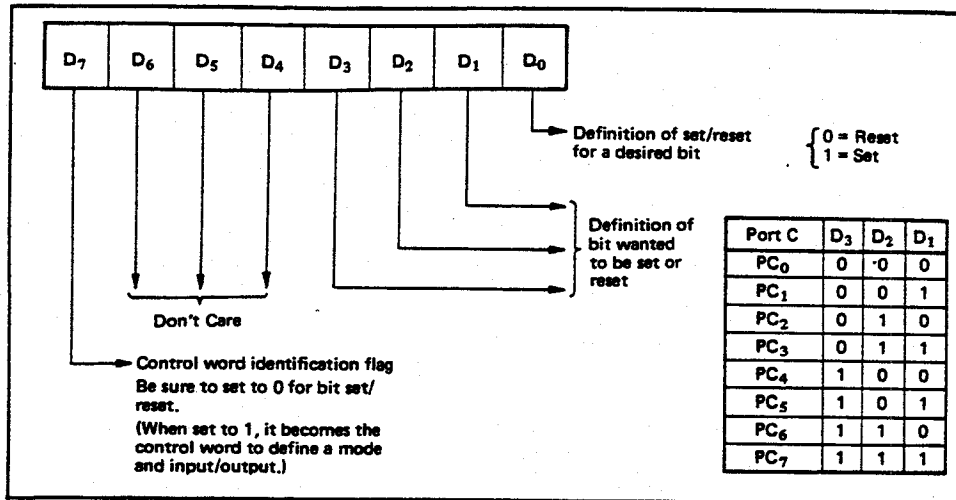 D7 D6 D5 D4 D3 D2 D1 D0
Definition of set/reset
for a desired bit
0 = Reset
1 = Set
Definition of
bit wanted
to be set or
reset
Don't Care
Control word identification flag
Be sure to set to 0 for bit set/
reset.
(When set to 1, it becomes the
control word to define a mode
and input/output.)
Port C D3 D2 D1
PC0 0 0 0
PC1 0 0 1
PC2 0 1 0
PC3 0 1 1
PC4 1 0 0
PC5 1 0 1
PC6 1 1 0
PC7 1 1 1